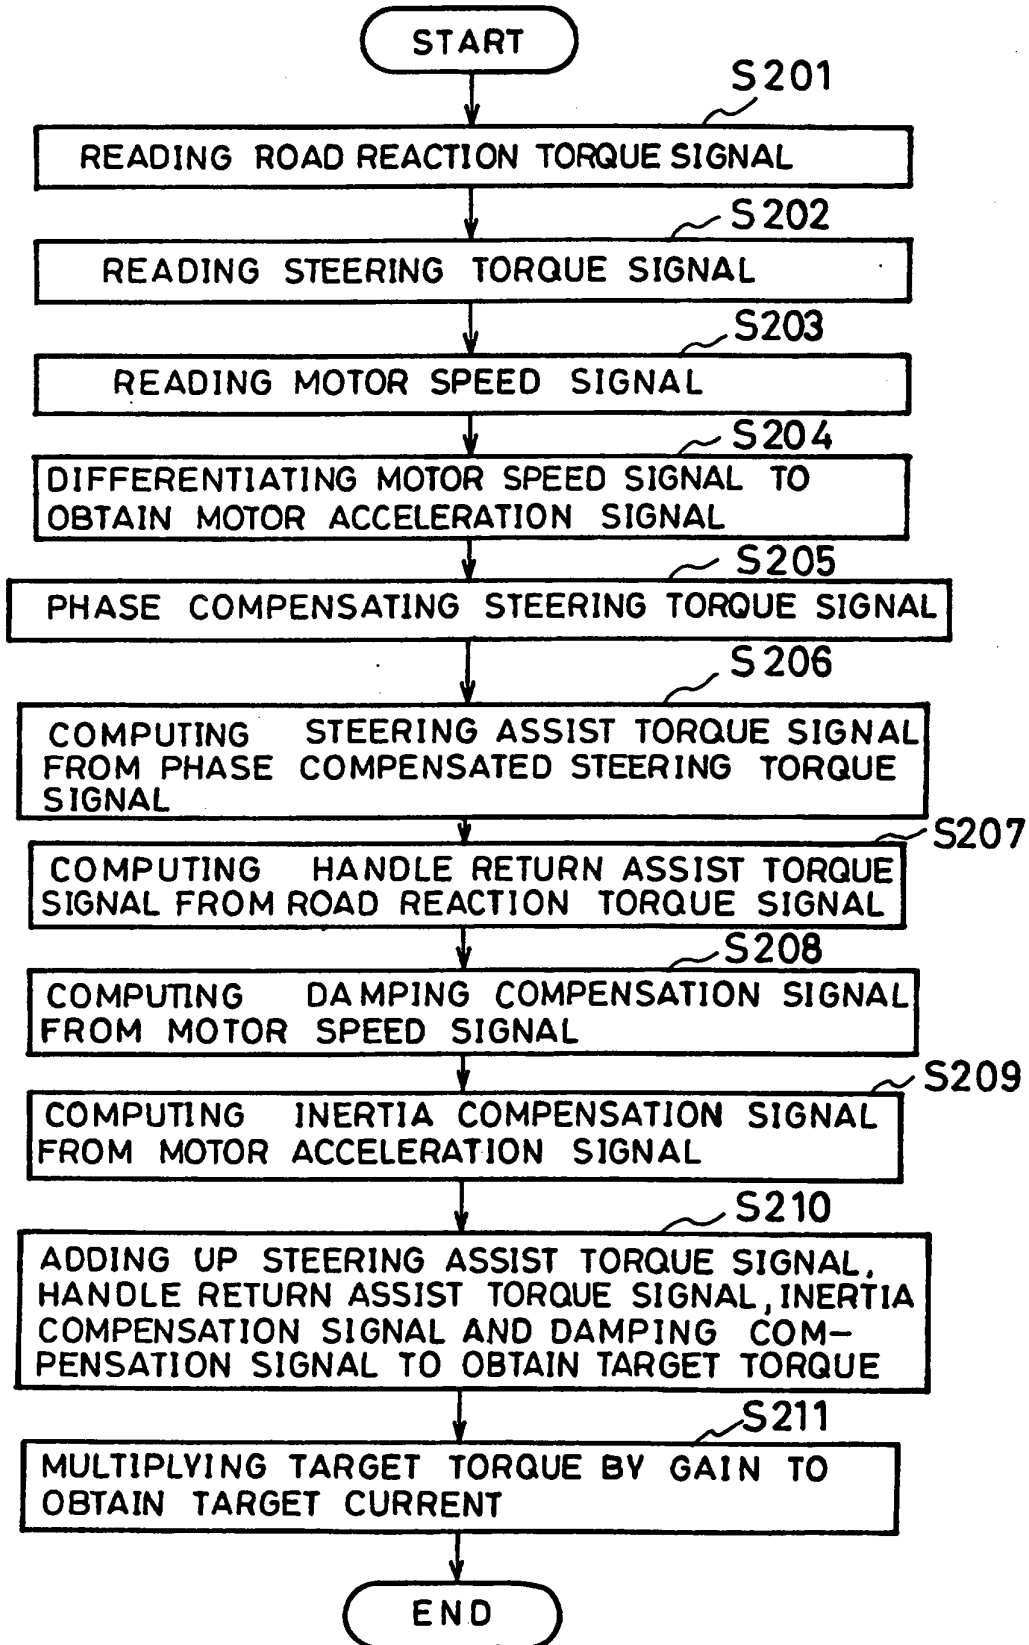 START
S201
READING ROAD REACTION TORQUE SIGNAL
S202
READING STEERING TORQUE SIGNAL
S203
READING MOTOR SPEED SIGNAL
S204
DIFFERENTIATING MOTOR SPEED SIGNAL TO
OBTAIN MOTOR ACCELERATION SIGNAL
S205
PHASE COMPENSATING STEERING TORQUE SIGNAL
S206
COMPUTING STEERING ASSIST TORQUE SIGNAL
FROM PHASE COMPENSATED STEERING TORQUE
SIGNAL
S207
COMPUTING HANDLE RETURN ASSIST TORQUE
SIGNAL FROM ROAD REACTION TORQUE SIGNAL
S208
COMPUTING DAMPING COMPENSATION SIGNAL
FROM MOTOR SPEED SIGNAL
S209
COMPUTING INERTIA COMPENSATION SIGNAL
FROM MOTOR ACCELERATION SIGNAL
S210
ADDING UP STEERING ASSIST TORQUE SIGNAL,
HANDLE RETURN ASSIST TORQUE SIGNAL, INERTIA
COMPENSATION SIGNAL AND DAMPING COM-
PENSATION SIGNAL TO OBTAIN TARGET TORQUE
S211
MULTIPLYING TARGET TORQUE BY GAIN TO
OBTAIN TARGET CURRENT
END